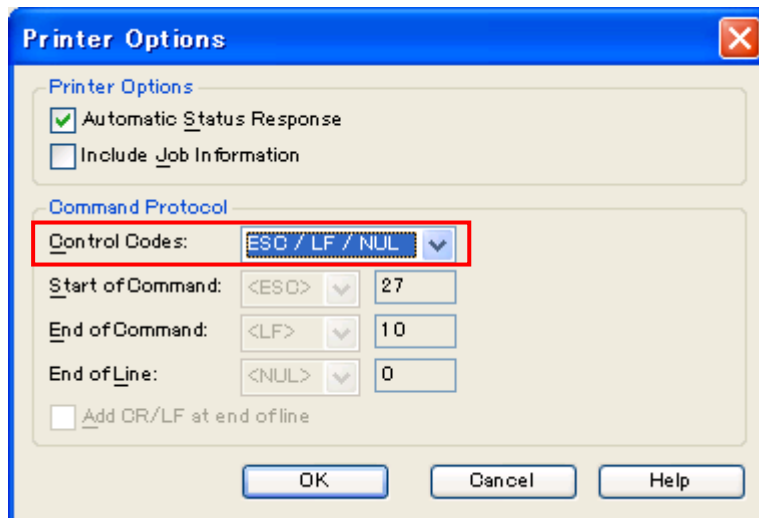 Printer Options
Printer Options
Automatic Status Response
Include Job Information
Command Protocol
Control Codes: ESC / LF / NUL
Start of Command: <ESC> 27
End of Command: <LF> 10
End of Line: <NUL> 0
Add CR/LF at end of line
OK Cancel Help